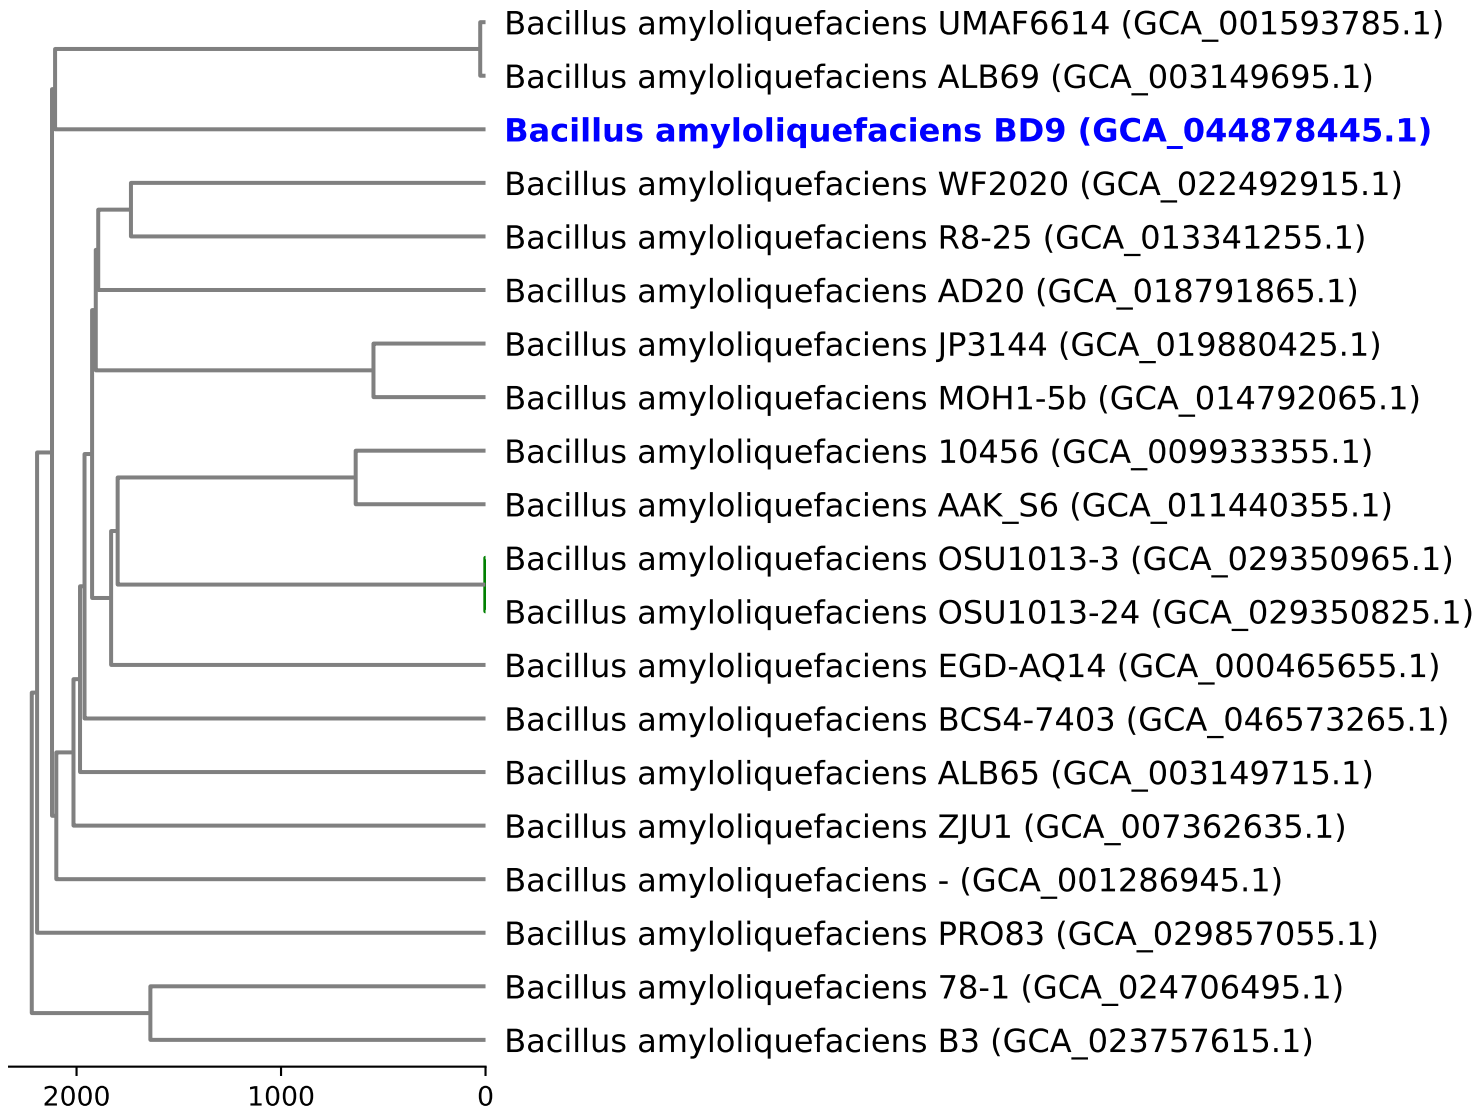 Bacillus amyloliquefaciens UMAF6614 (GCA_001593785.1)
Bacillus amyloliquefaciens ALB69 (GCA_003149695.1)
Bacillus amyloliquefaciens BD9 (GCA_044878445.1)
Bacillus amyloliquefaciens WF2020 (GCA_022492915.1)
Bacillus amyloliquefaciens R8-25 (GCA_013341255.1)
Bacillus amyloliquefaciens AD20 (GCA_018791865.1)
Bacillus amyloliquefaciens JP3144 (GCA_019880425.1)
Bacillus amyloliquefaciens MOH1-5b (GCA_014792065.1)
Bacillus amyloliquefaciens 10456 (GCA_009933355.1)
Bacillus amyloliquefaciens AAK_S6 (GCA_011440355.1)
Bacillus amyloliquefaciens OSU1013-3 (GCA_029350965.1)
Bacillus amyloliquefaciens OSU1013-24 (GCA_029350825.1)
Bacillus amyloliquefaciens EGD-AQ14 (GCA_000465655.1)
Bacillus amyloliquefaciens BCS4-7403 (GCA_046573265.1)
Bacillus amyloliquefaciens ALB65 (GCA_003149715.1)
Bacillus amyloliquefaciens ZJU1 (GCA_007362635.1)
Bacillus amyloliquefaciens - (GCA_001286945.1)
Bacillus amyloliquefaciens PRO83 (GCA_029857055.1)
Bacillus amyloliquefaciens 78-1 (GCA_024706495.1)
Bacillus amyloliquefaciens B3 (GCA_023757615.1)
2000 1000 0